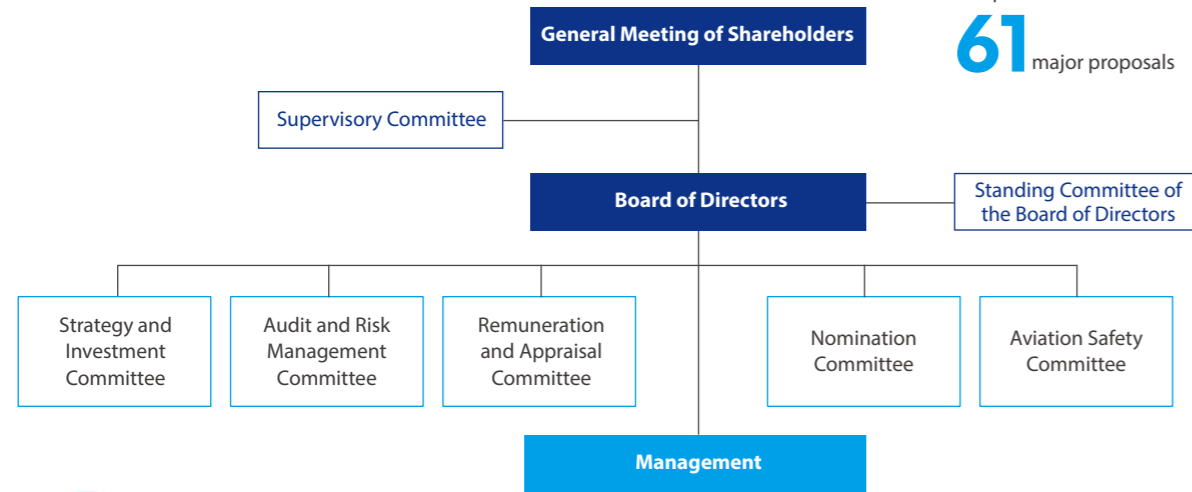 General Meeting of Shareholders
61 major proposals
Supervisory Committee
Board of Directors
Standing Committee of
the Board of Directors
Strategy and
Investment
Committee
Audit and Risk
Management
Committee
Remuneration
and Appraisal
Committee
Nomination
Committee
Aviation Safety
Committee
Management